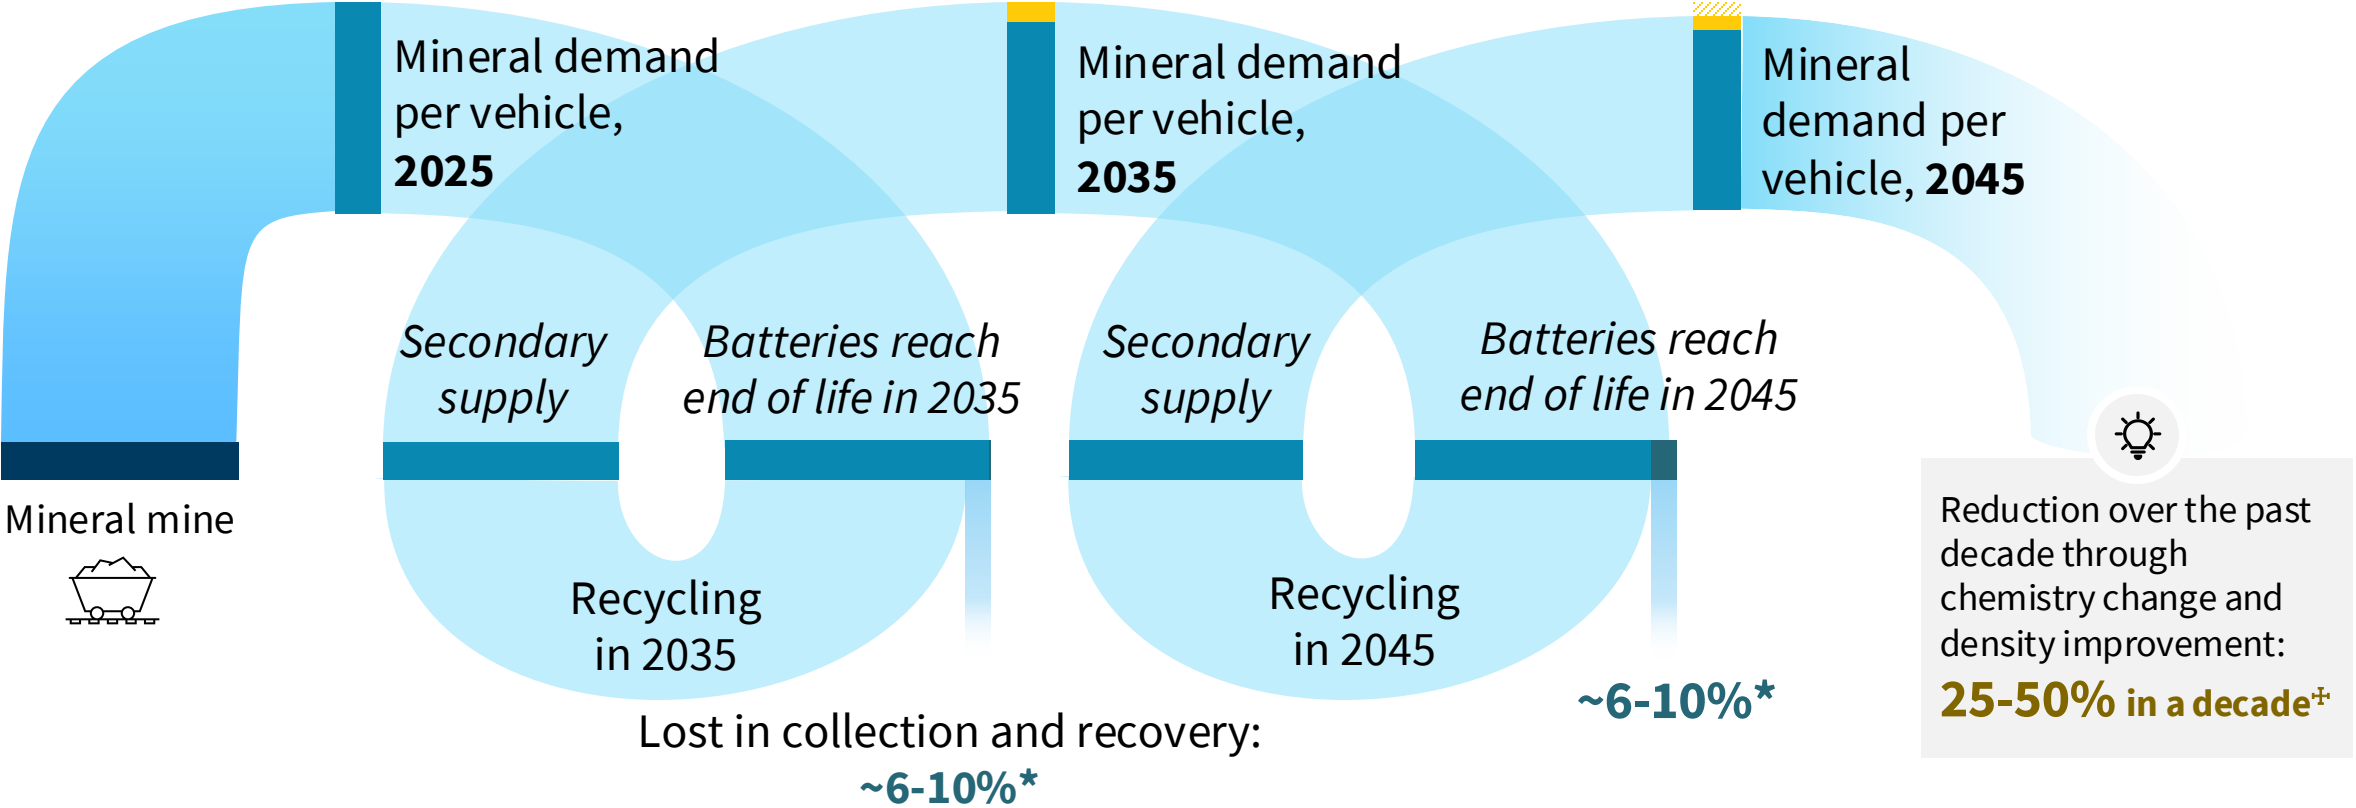 Mineral demand
per vehicle,
2025
Mineral demand
per vehicle,
2035
Mineral
demand per
vehicle, 2045
Secondary
supply
Batteries reach
end of life in 2035
Secondary
supply
Batteries reach
end of life in 2045
Mineral mine
Recycling
in 2035
Recycling
in 2045
Lost in collection and recovery:
~6-10%*
~6-10%*
Reduction over the past
decade through
chemistry change and
density improvement:
25-50% in a decade☩